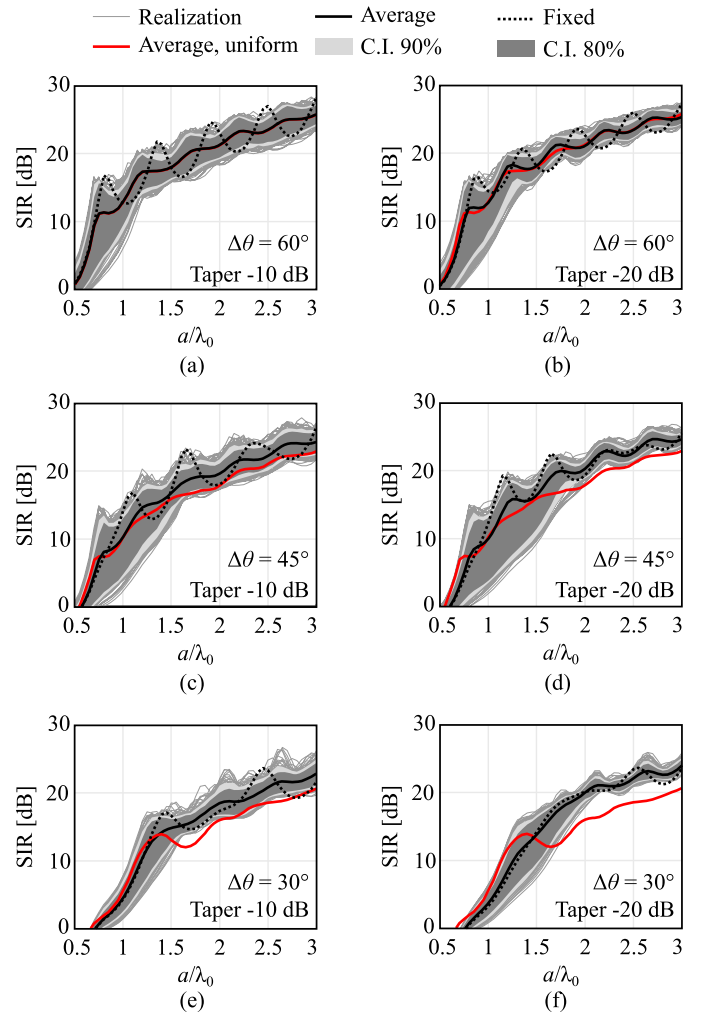 Realization Average Fixed
Average, uniform C.I. 90% C.I. 80%
SIR [dB]
30
20
10
0
Δθ = 60°
Taper -10 dB
0.5 1 1.5 2 2.5 3
a/λ₀
(a)
SIR [dB]
30
20
10
0
Δθ = 60°
Taper -20 dB
0.5 1 1.5 2 2.5 3
a/λ₀
(b)
SIR [dB]
30
20
10
0
Δθ = 45°
Taper -10 dB
0.5 1 1.5 2 2.5 3
a/λ₀
(c)
SIR [dB]
30
20
10
0
Δθ = 45°
Taper -20 dB
0.5 1 1.5 2 2.5 3
a/λ₀
(d)
SIR [dB]
30
20
10
0
Δθ = 30°
Taper -10 dB
0.5 1 1.5 2 2.5 3
a/λ₀
(e)
SIR [dB]
30
20
10
0
Δθ = 30°
Taper -20 dB
0.5 1 1.5 2 2.5 3
a/λ₀
(f)